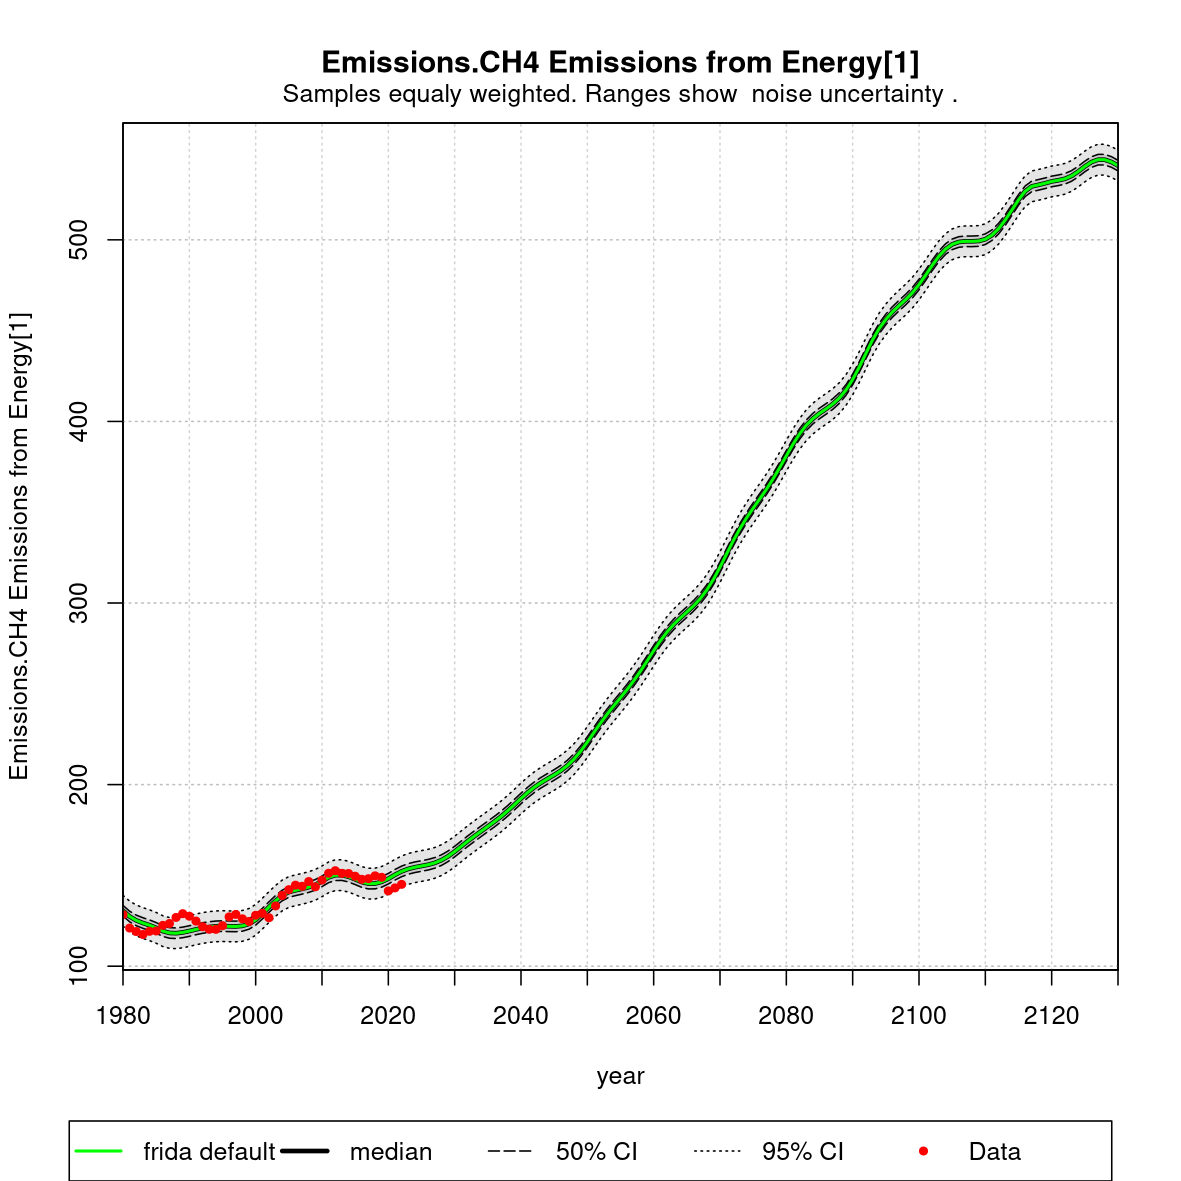 Emissions.CH4 Emissions from Energy[1]
Samples equaly weighted. Ranges show  noise uncertainty .
Emissions.CH4 Emissions from Energy[1]
500
400
300
200
100
1980 2000 2020 2040 2060 2080 2100 2120
year
frida default median 50% CI 95% CI Data